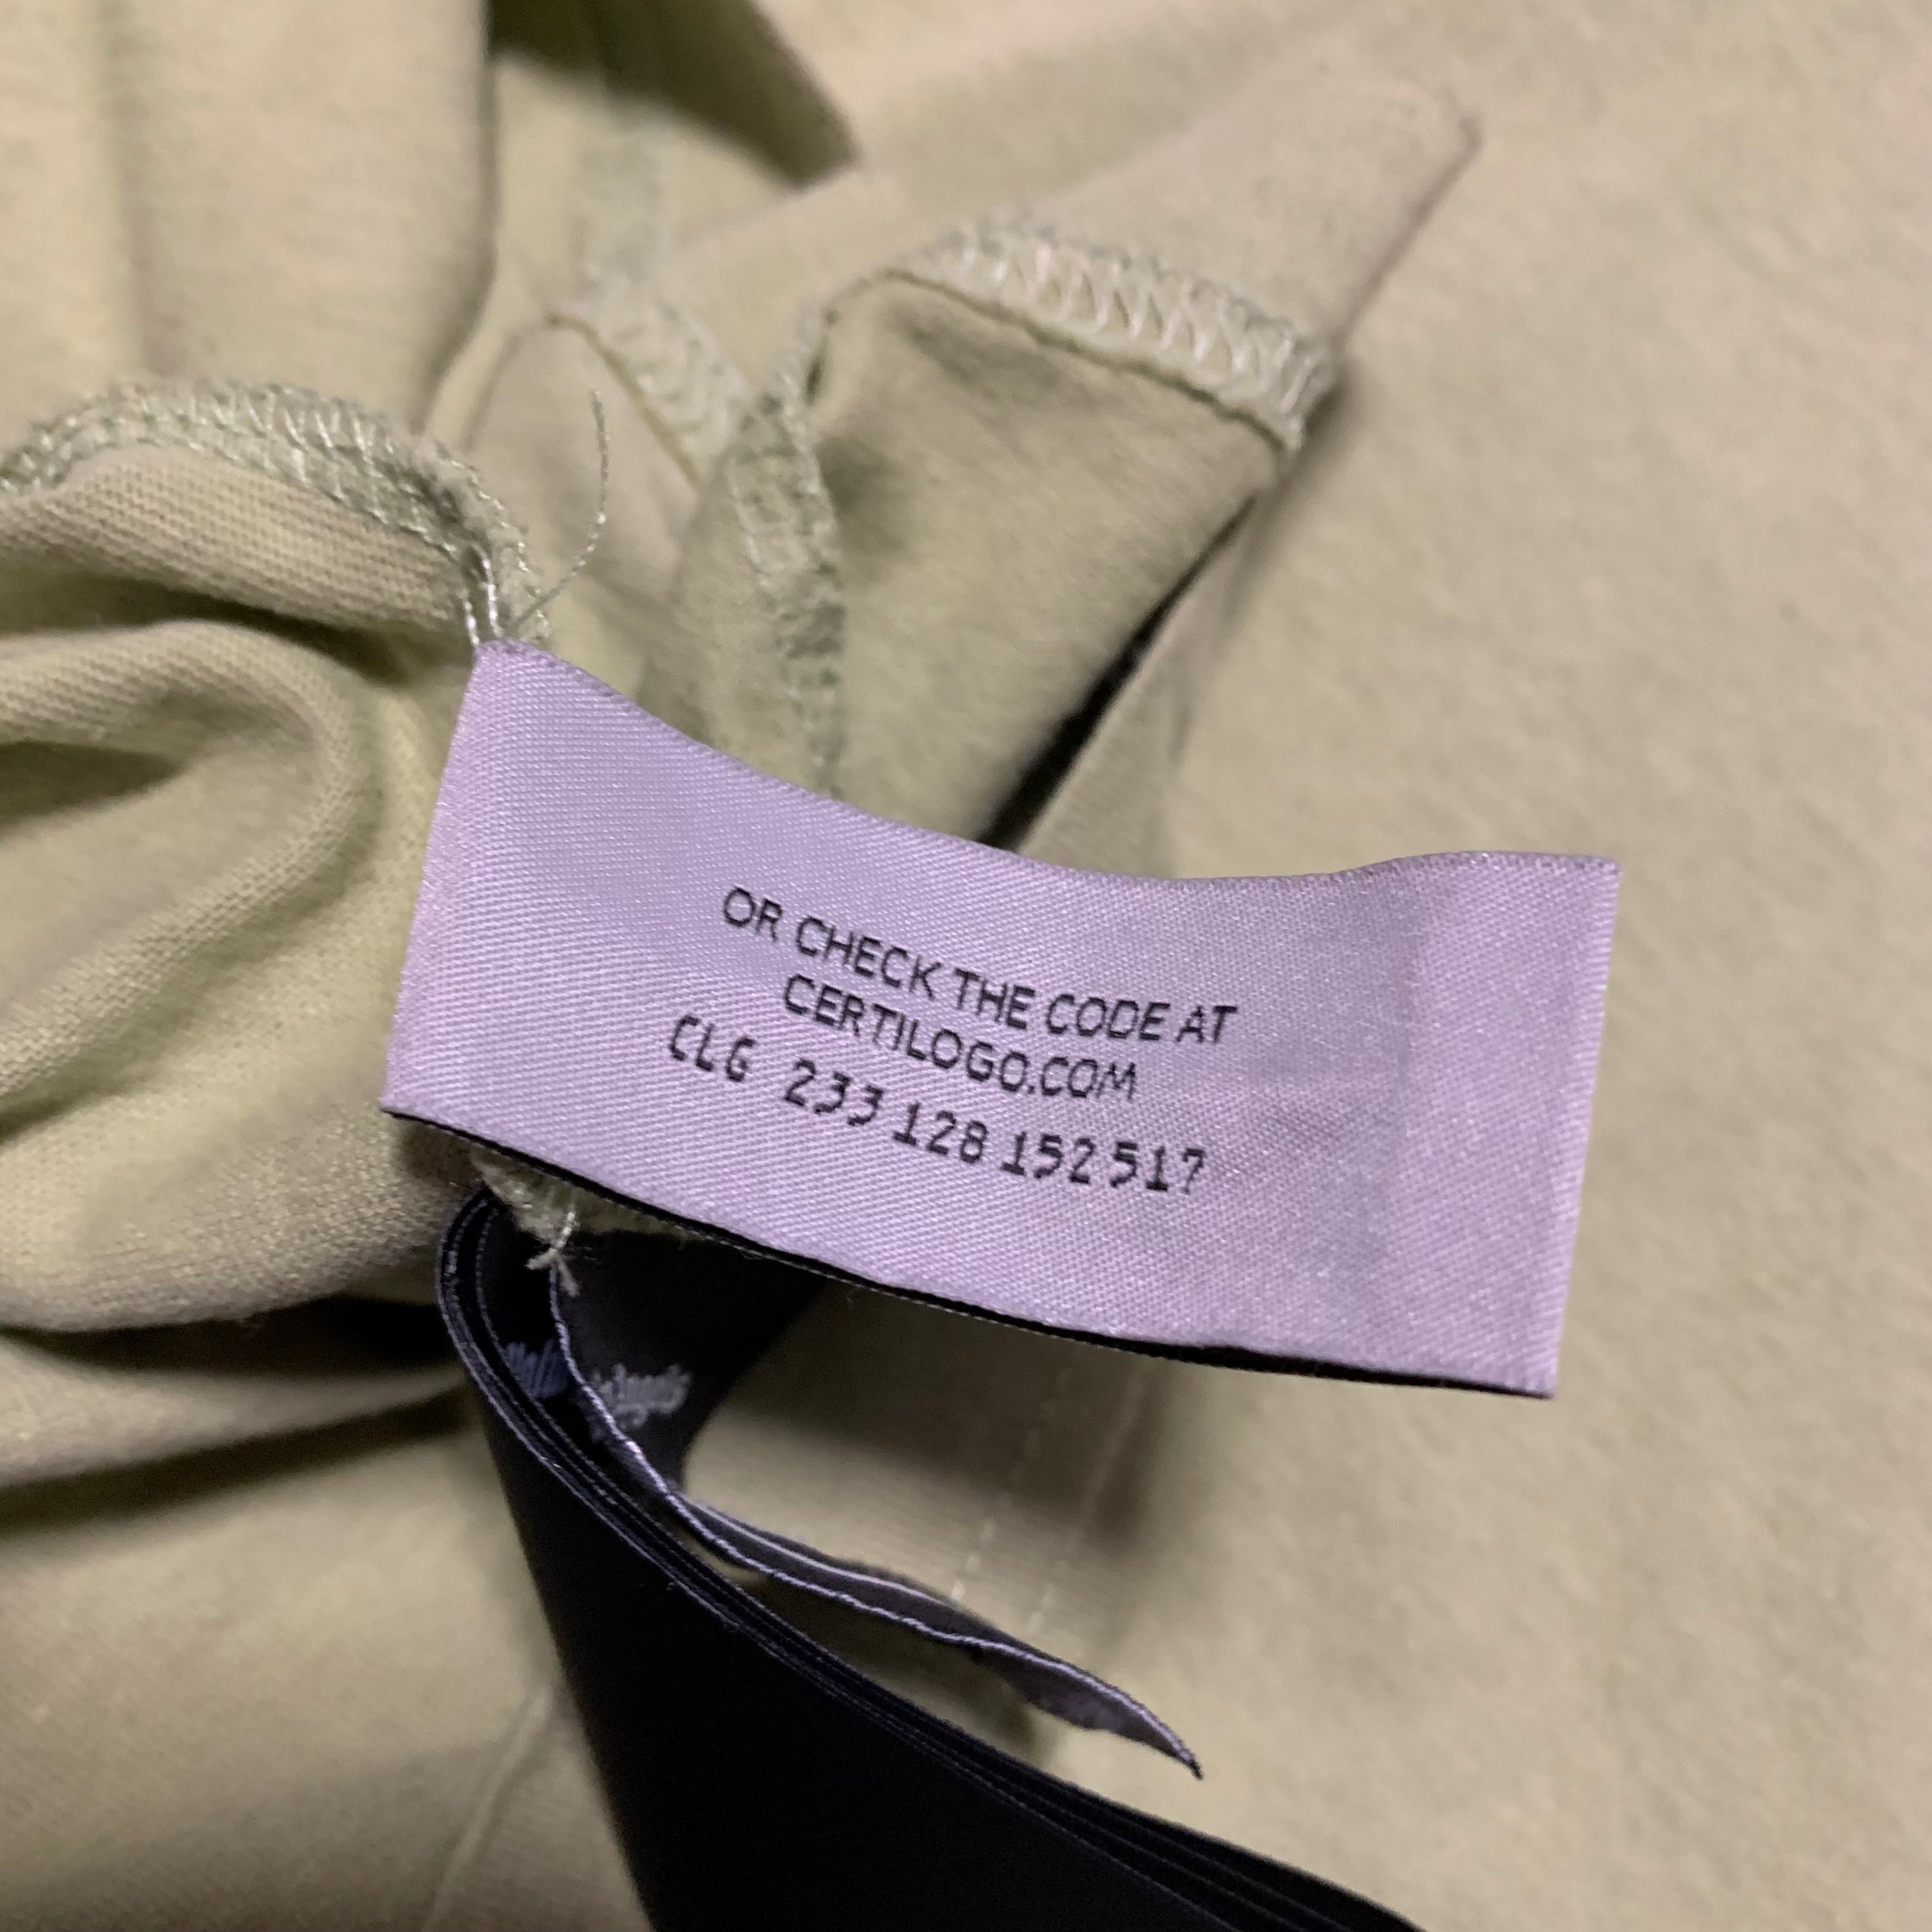 OR CHECK THE CODE AT
CERTILOGO.COM
CLG 233 128 152 517